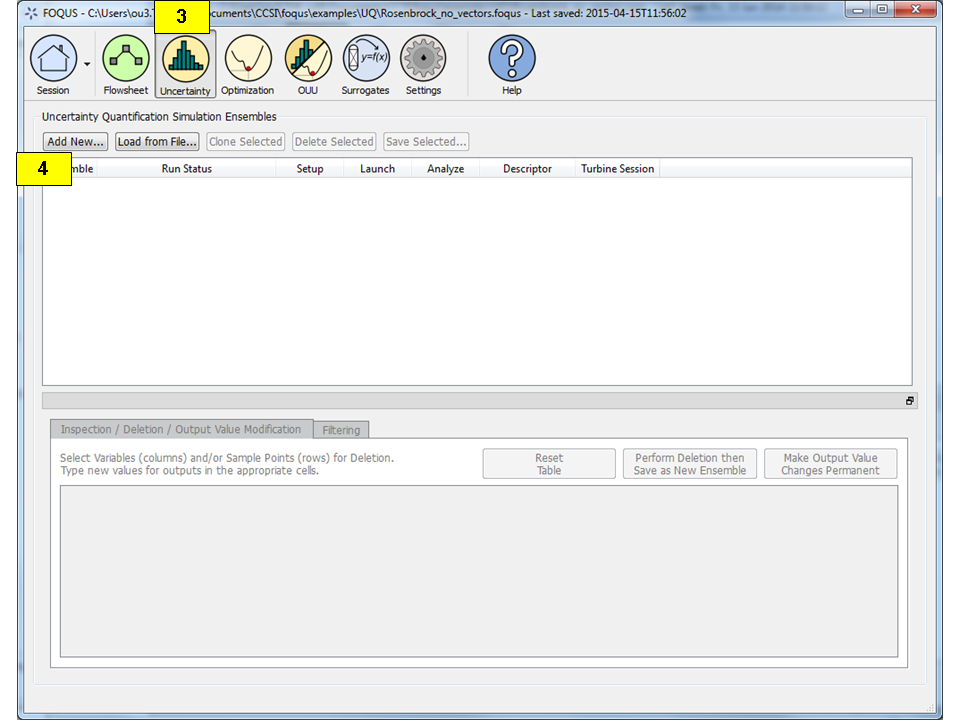 3
FOQUS - C:\Users\ou3. ocuments\CCSI\foqus\examples\UQ\Rosenbrock_no_vectors.foqus - Last saved: 2015-04-15T11:56:02
Session Flowsheet Uncertainty Optimization OUU Surrogates Settings Help
y=f(x)
Uncertainty Quantification Simulation Ensembles
Add New... Load from File... Clone Selected Delete Selected Save Selected...
4
mble Run Status Setup Launch Analyze Descriptor Turbine Session
Inspection / Deletion / Output Value Modification Filtering
Select Variables (columns) and/or Sample Points (rows) for Deletion.
Type new values for outputs in the appropriate cells.
Reset
Table
Perform Deletion then
Save as New Ensemble
Make Output Value
Changes Permanent